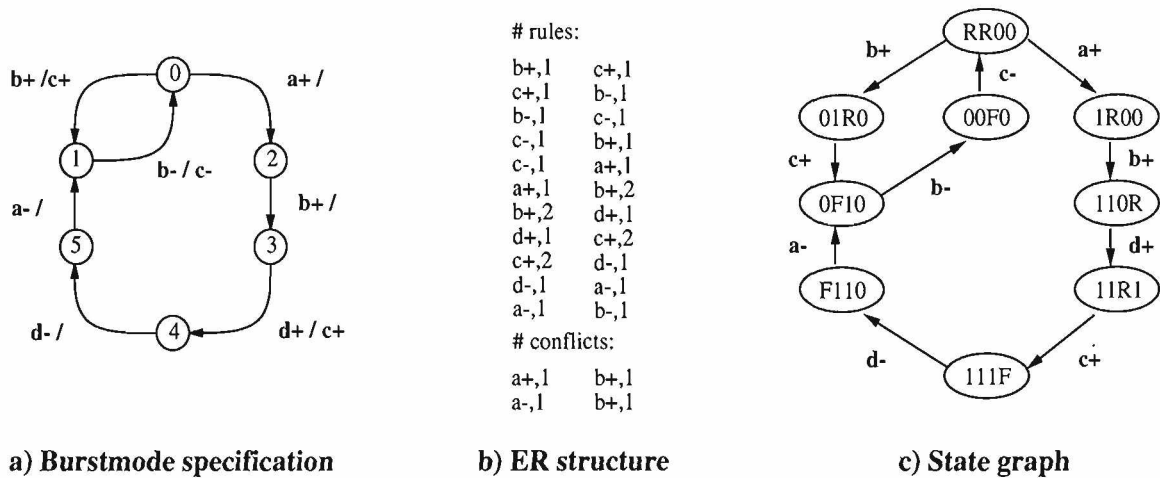 0
b+ /c+
a+ /
1
2
b- / c-
b+ /
a- /
5
3
d- /
4
d+ / c+
a) Burstmode specification
# rules:
b+,1 c+,1
c+,1 b-,1
b-,1 c-,1
c-,1 b+,1
c-,1 a+,1
a+,1 b+,2
b+,2 d+,1
d+,1 c+,2
c+,2 d-,1
d-,1 a-,1
a-,1 b-,1
# conflicts:
a+,1 b+,1
a-,1 b+,1
b) ER structure
RR00
b+
a+
c-
01R0
00F0
1R00
c+
b+
b-
0F10
110R
a-
d+
F110
11R1
d-
c+
111F
c) State graph